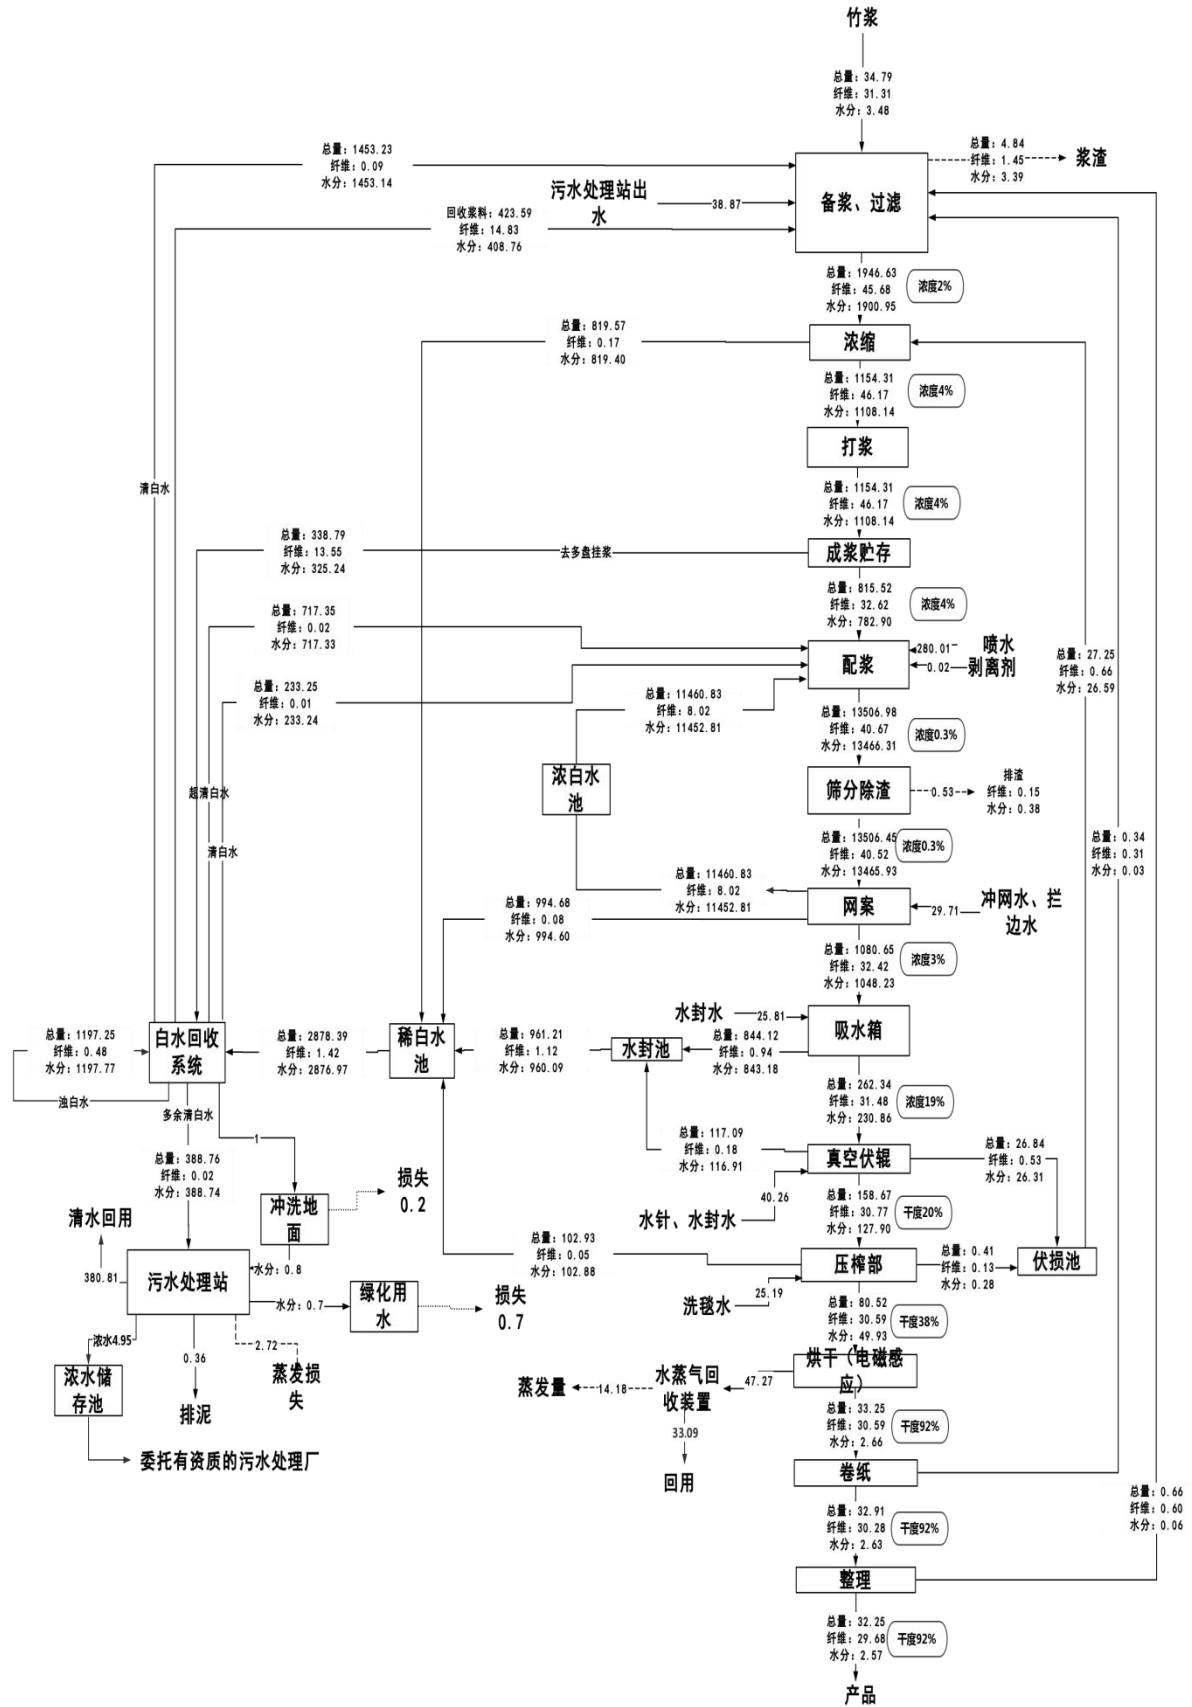 竹浆
总量：34.79
纤维：31.31
水分：3.48
总量：1453.23
纤维：0.09
水分：1453.14
总量：4.84
纤维：1.45
水分：3.39
浆渣
污水处理站出
水
38.87
备浆、过滤
回收浆料：423.59
纤维：14.83
水分：408.76
总量：1946.63
纤维：45.68
水分：1900.95
浓度2%
总量：819.57
纤维：0.17
水分：819.40
浓缩
总量：1154.31
纤维：46.17
水分：1108.14
浓度4%
打浆
清白水
总量：1154.31
纤维：46.17
水分：1108.14
浓度4%
总量：338.79
纤维：13.55
水分：325.24
去多盘挂浆
成浆贮存
总量：815.52
纤维：32.62
水分：782.90
浓度4%
总量：717.35
纤维：0.02
水分：717.33
配浆
280.01
喷水
0.02
剥离剂
总量：27.25
纤维：0.66
水分：26.59
总量：233.25
纤维：0.01
水分：233.24
总量：11460.83
纤维：8.02
水分：11452.81
总量：13506.98
纤维：40.67
水分：13466.31
浓度0.3%
浓白水
池
超清白水
清白水
筛分除渣
0.53
排渣
纤维：0.15
水分：0.38
总量：13506.45
纤维：40.52
水分：13465.93
浓度0.3%
总量：0.34
纤维：0.31
水分：0.03
总量：11460.83
纤维：8.02
水分：11452.81
网案
29.71
冲网水、拦
边水
总量：994.68
纤维：0.08
水分：994.60
总量：1080.65
纤维：32.42
水分：1048.23
浓度3%
水封水
25.81
吸水箱
总量：1197.25
纤维：0.48
水分：1197.77
白水回收
系统
总量：2878.39
纤维：1.42
水分：2876.97
稀白水
池
总量：961.21
纤维：1.12
水分：960.09
水封池
总量：844.12
纤维：0.94
水分：843.18
浊白水
多余清白水
1
总量：262.34
纤维：31.48
水分：230.86
浓度19%
总量：117.09
纤维：0.18
水分：116.91
真空伏辊
总量：26.84
纤维：0.53
水分：26.31
总量：388.76
纤维：0.02
水分：388.74
损失
0.2
冲洗地
面
水针、水封水
40.26
总量：158.67
纤维：30.77
水分：127.90
干度20%
清水回用
380.81
污水处理站
水分：0.8
总量：102.93
纤维：0.05
水分：102.88
压榨部
总量：0.41
纤维：0.13
水分：0.28
伏损池
水分：0.7
绿化用
水
损失
0.7
洗毯水
25.19
总量：80.52
纤维：30.59
水分：49.93
干度38%
浓水4.95
0.36
2.72
蒸发损
失
浓水储
存池
排泥
委托有资质的污水处理厂
烘干（电磁感
应）
47.27
水蒸气回
收装置
14.18
蒸发量
33.09
回用
总量：33.25
纤维：30.59
水分：2.66
干度92%
卷纸
总量：32.91
纤维：30.28
水分：2.63
干度92%
总量：0.66
纤维：0.60
水分：0.06
整理
总量：32.25
纤维：29.68
水分：2.57
干度92%
产品